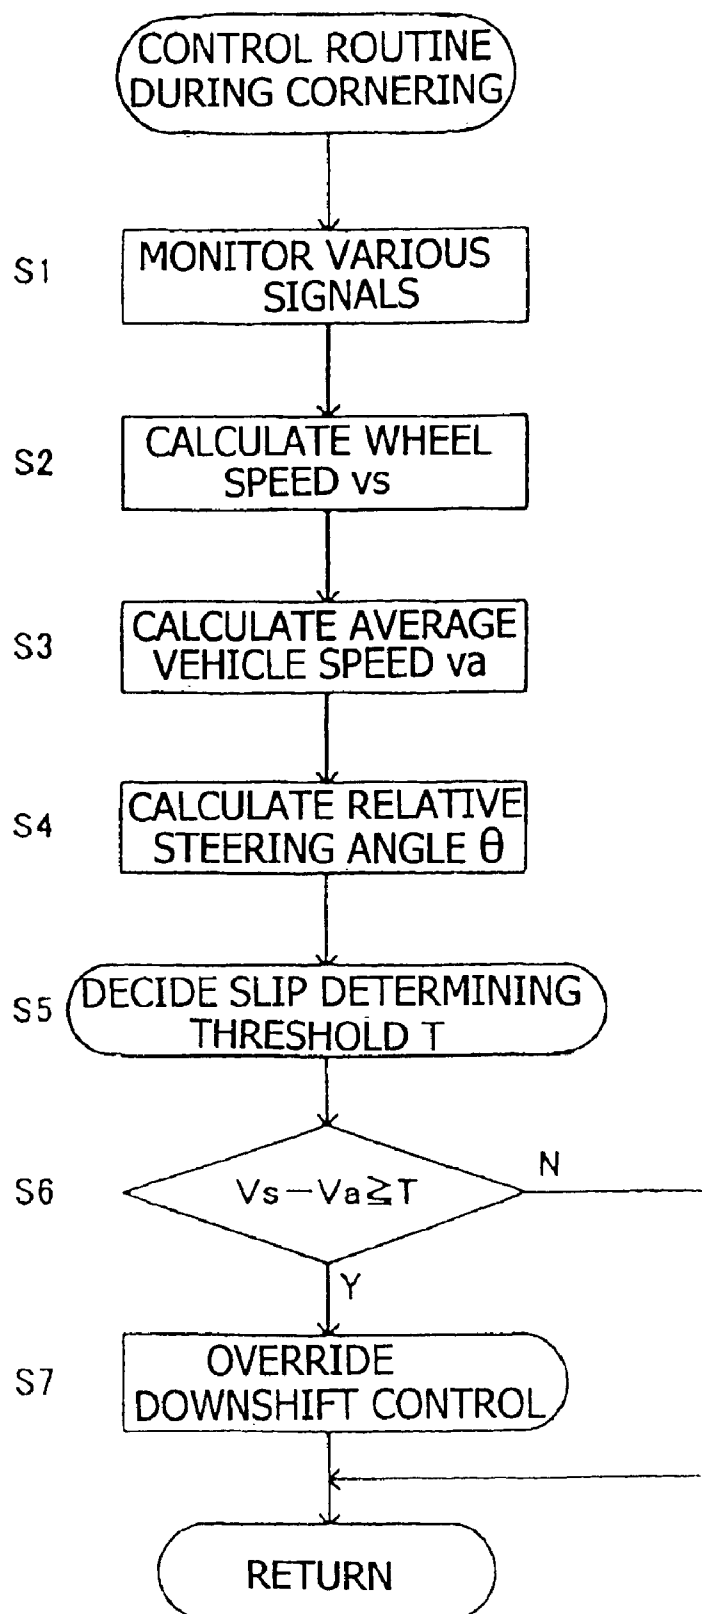 CONTROL ROUTINE
DURING CORNERING
S1
MONITOR VARIOUS
SIGNALS
S2
CALCULATE WHEEL
SPEED vs
S3
CALCULATE AVERAGE
VEHICLE SPEED va
S4
CALCULATE RELATIVE
STEERING ANGLE θ
S5
DECIDE SLIP DETERMINING
THRESHOLD T
S6
Vs－Va≧T
N
Y
S7
OVERRIDE
DOWNSHIFT CONTROL
RETURN